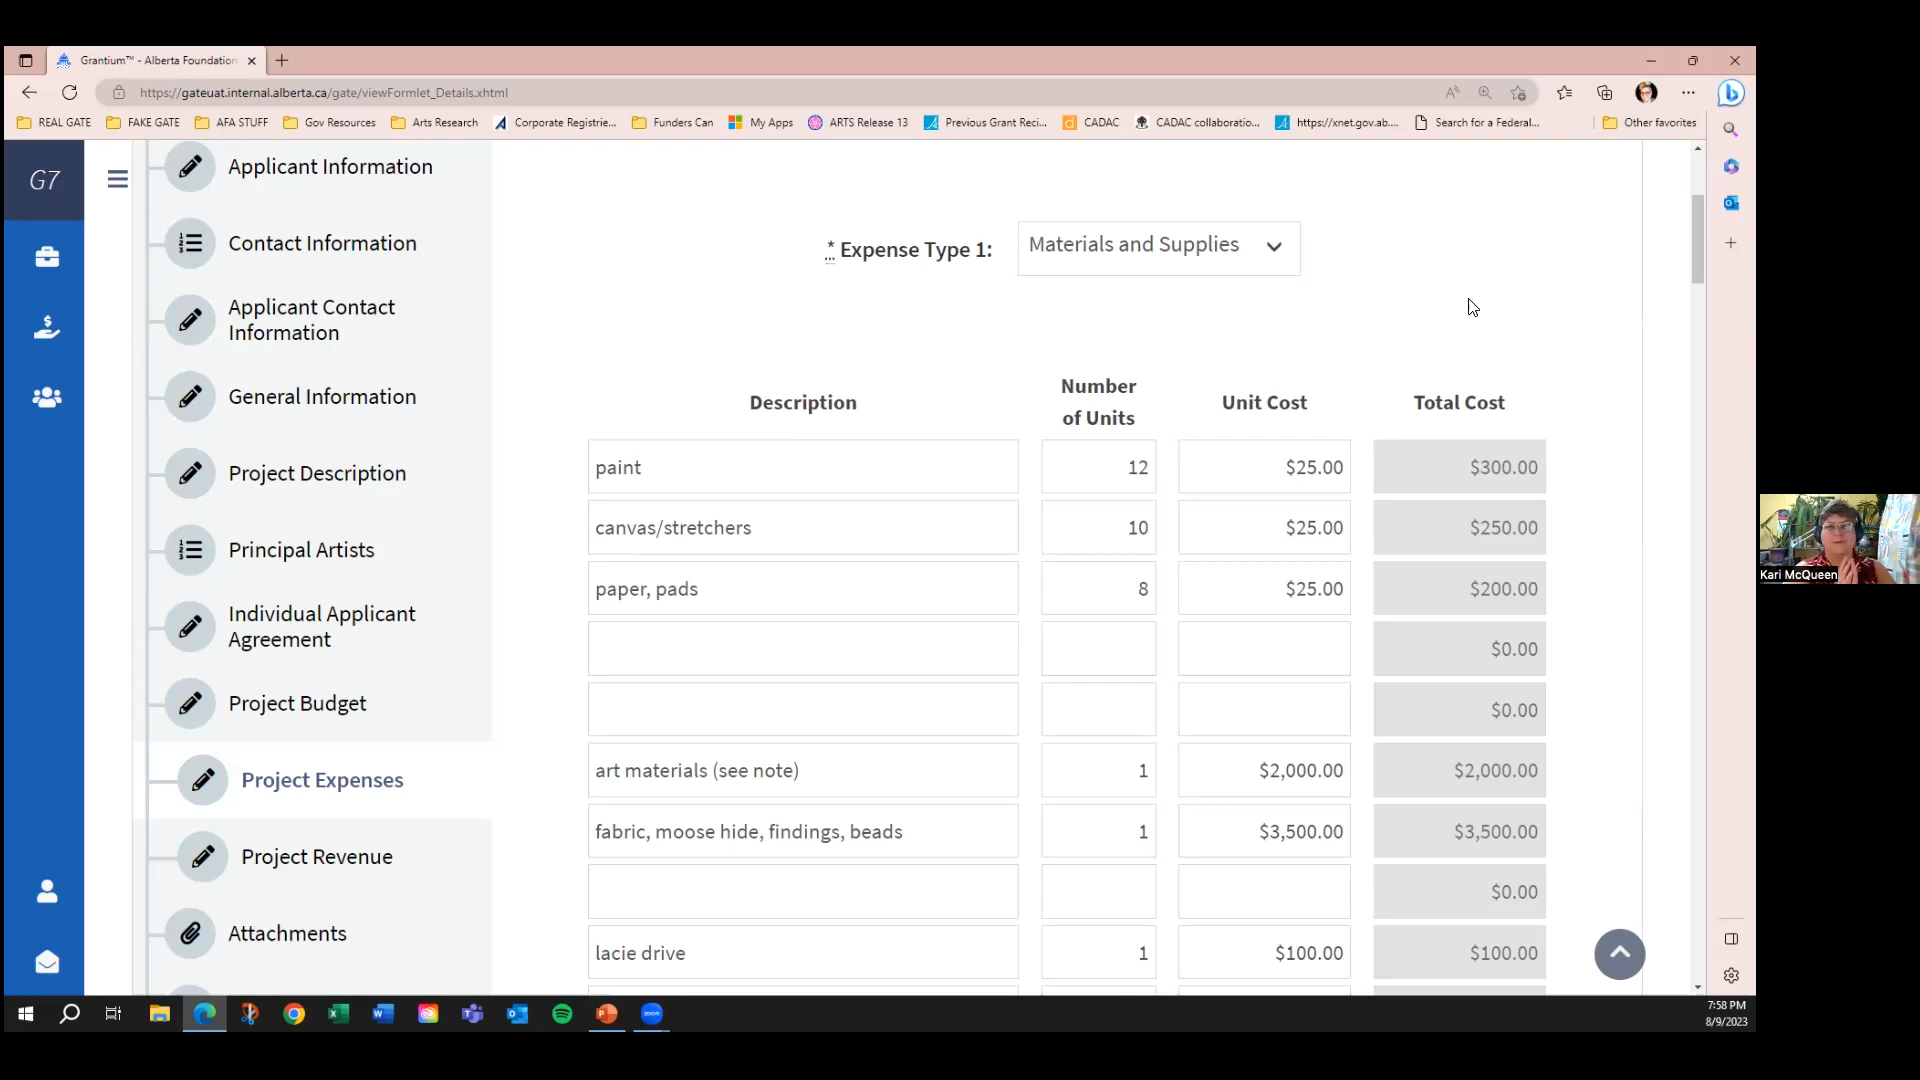 Grantium™ - Alberta Foundation
https://gateuat.internal.alberta.ca/gate/viewFormlet_Details.xhtml
REAL GATE
FAKE GATE
AFA STUFF
Gov Resources
Arts Research
Corporate Registrie...
Funders Can
My Apps
ARTS Release 13
Previous Grant Reci...
CADAC
CADAC collaboratio...
https://xnet.gov.ab....
Search for a Federal...
Other favorites
G7
Applicant Information
Contact Information
Applicant Contact
Information
General Information
Project Description
Principal Artists
Individual Applicant
Agreement
Project Budget
Project Expenses
Project Revenue
Attachments
* Expense Type 1: Materials and Supplies
Description Number of Units Unit Cost Total Cost
paint 12 $25.00 $300.00
canvas/stretchers 10 $25.00 $250.00
paper, pads 8 $25.00 $200.00
$0.00
$0.00
art materials (see note) 1 $2,000.00 $2,000.00
fabric, moose hide, findings, beads 1 $3,500.00 $3,500.00
$0.00
lacie drive 1 $100.00 $100.00
Kari McQueen
zoom
7:58 PM
8/9/2023